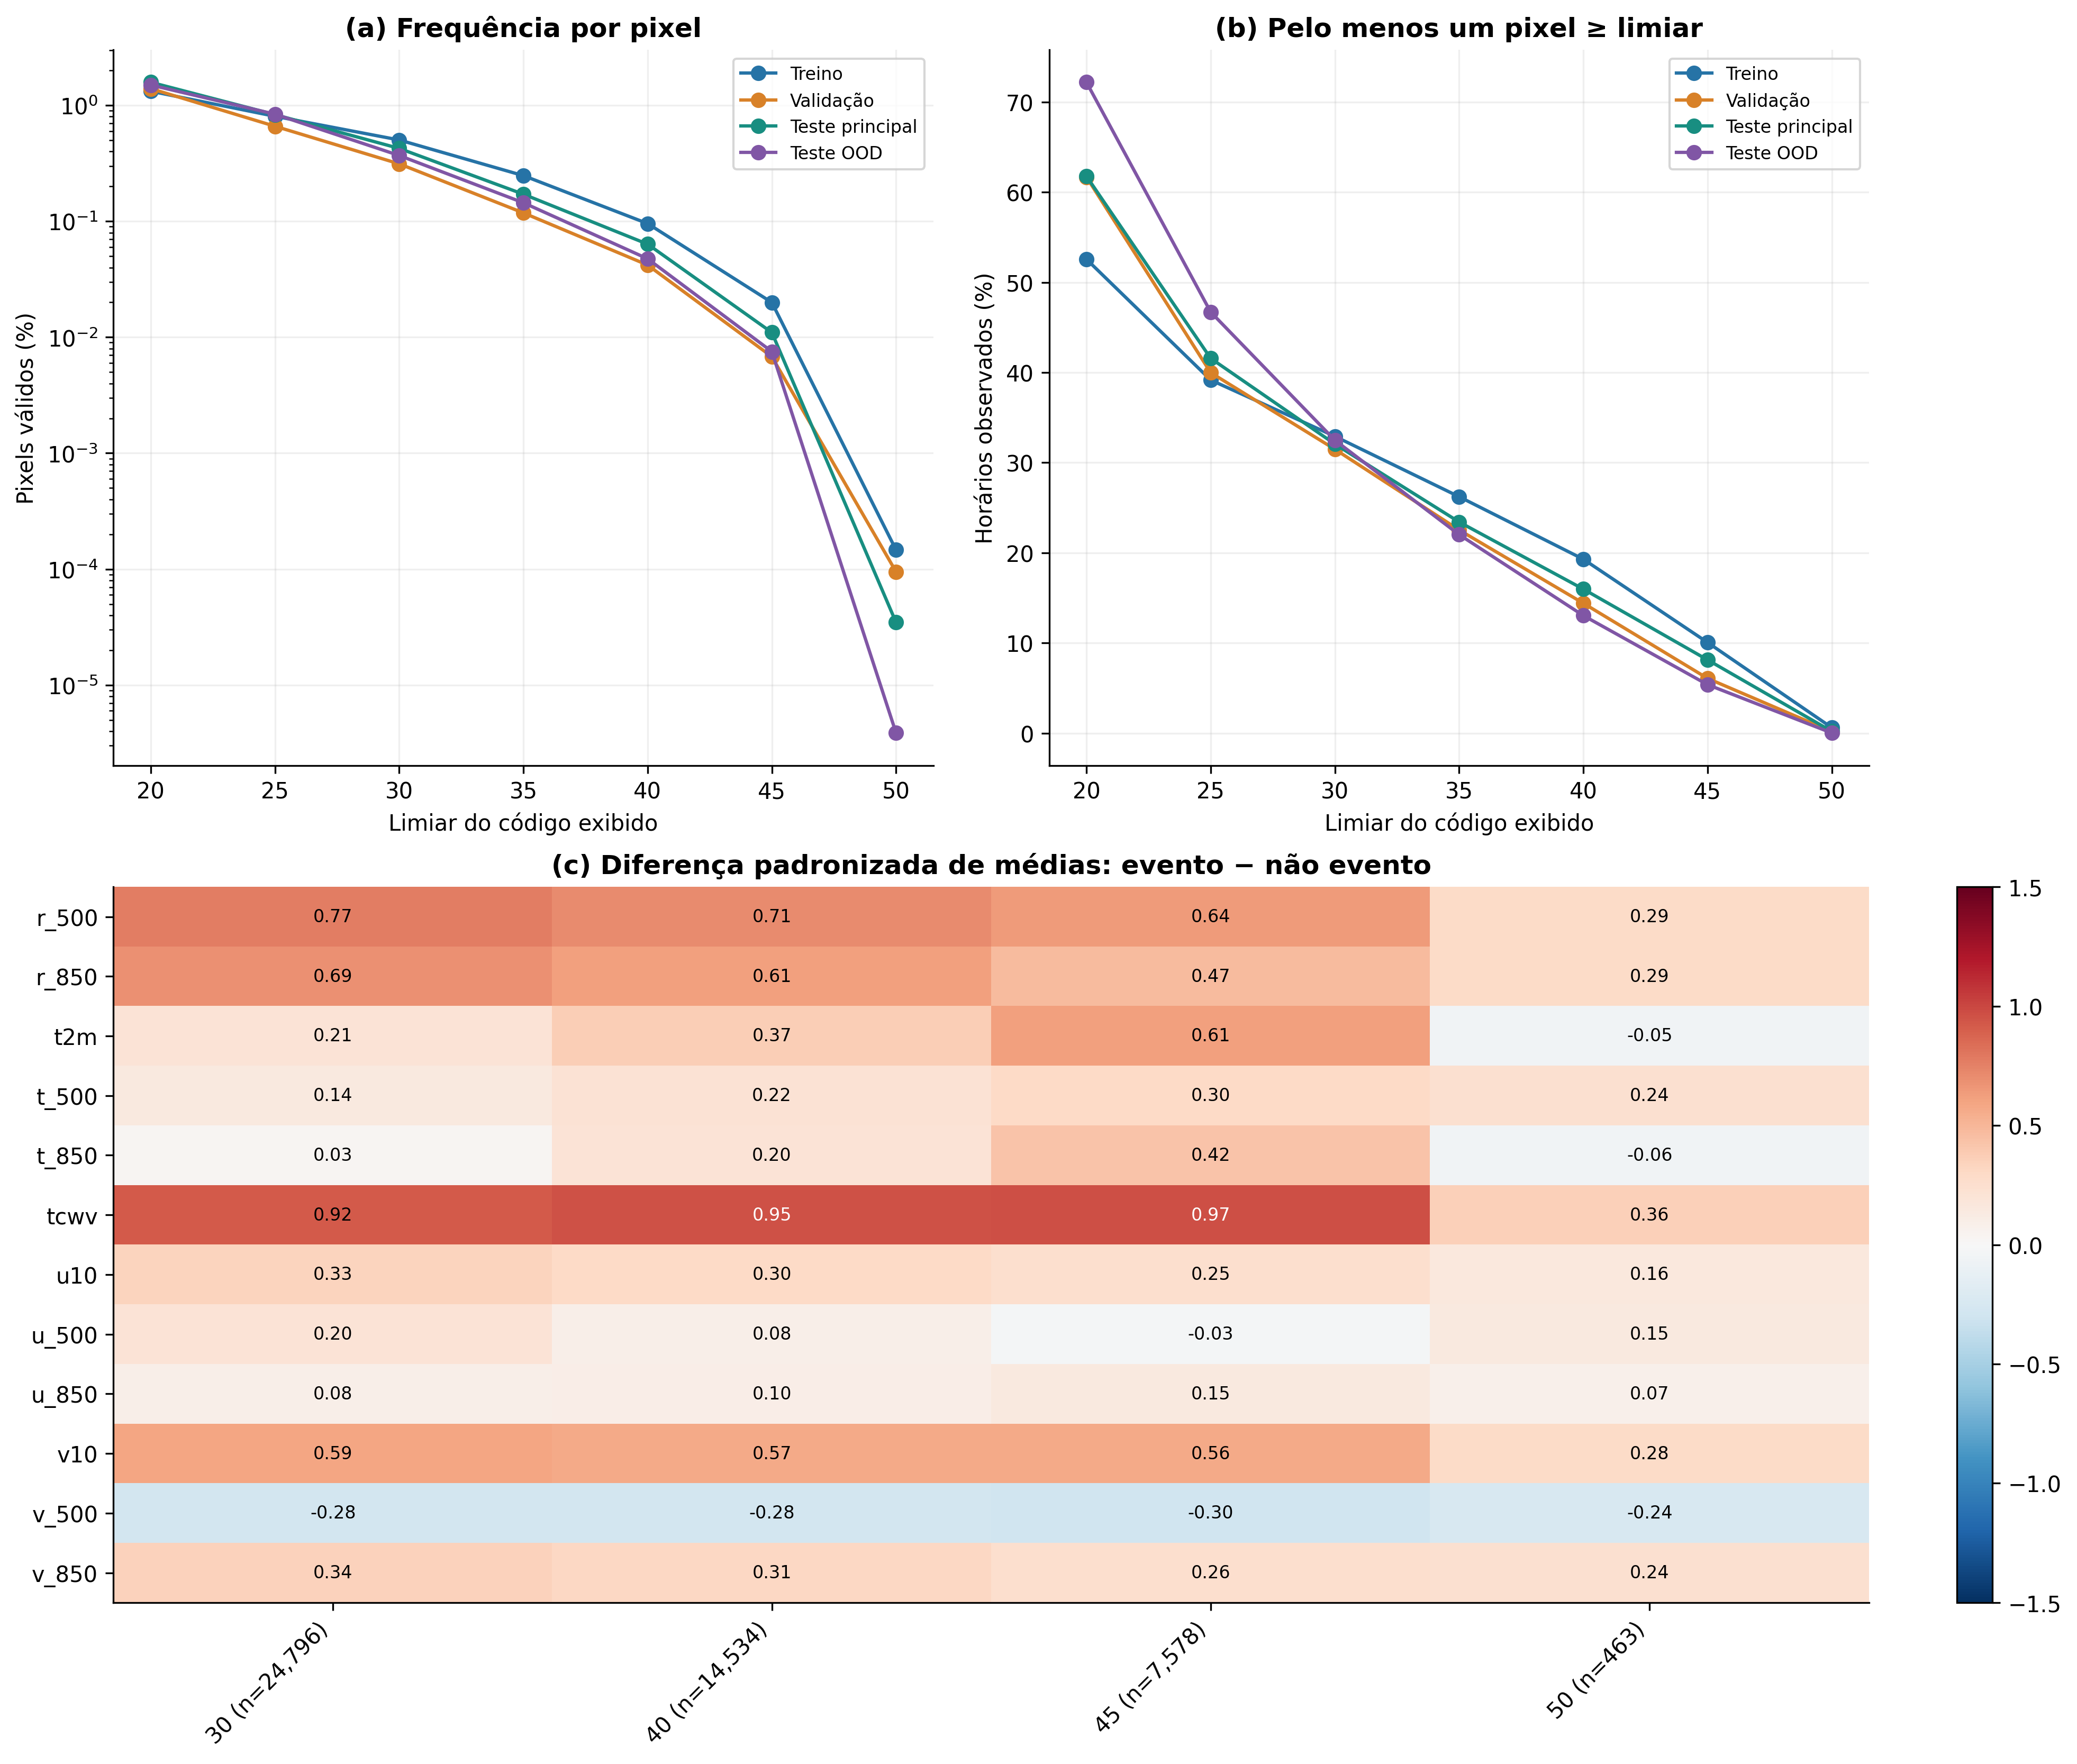 (a) Frequência por pixel
Pixels válidos (%)
10⁰
10⁻¹
10⁻²
10⁻³
10⁻⁴
10⁻⁵
Treino
Validação
Teste principal
Teste OOD
20 25 30 35 40 45 50
Limiar do código exibido
(b) Pelo menos um pixel ≥ limiar
Horários observados (%)
70
60
50
40
30
20
10
0
Treino
Validação
Teste principal
Teste OOD
20 25 30 35 40 45 50
Limiar do código exibido
(c) Diferença padronizada de médias: evento − não evento
r_500 0.77 0.71 0.64 0.29
r_850 0.69 0.61 0.47 0.29
t2m 0.21 0.37 0.61 -0.05
t_500 0.14 0.22 0.30 0.24
t_850 0.03 0.20 0.42 -0.06
tcwv 0.92 0.95 0.97 0.36
u10 0.33 0.30 0.25 0.16
u_500 0.20 0.08 -0.03 0.15
u_850 0.08 0.10 0.15 0.07
v10 0.59 0.57 0.56 0.28
v_500 -0.28 -0.28 -0.30 -0.24
v_850 0.34 0.31 0.26 0.24
30 (n=24,796)
40 (n=14,534)
45 (n=7,578)
50 (n=463)
1.5
1.0
0.5
0.0
−0.5
−1.0
−1.5